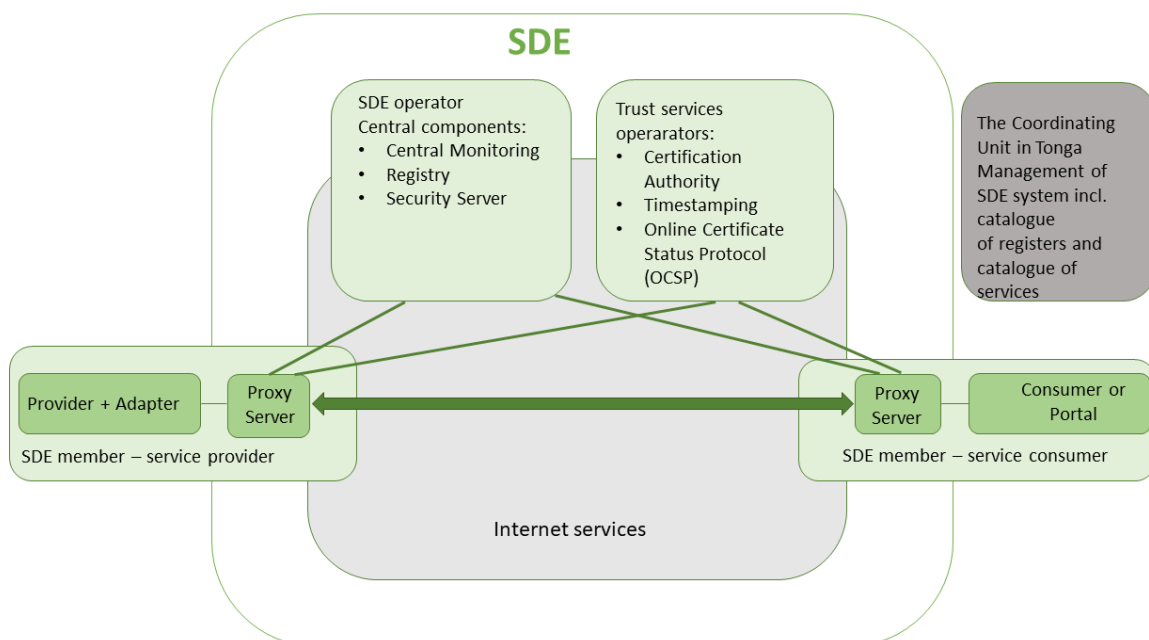 SDE
SDE operator
Central components:
• Central Monitoring
• Registry
• Security Server
Trust services
operarators:
• Certification
Authority
• Timestamping
• Online Certificate
Status Protocol
(OCSP)
The Coordinating
Unit in Tonga
Management of
SDE system incl.
catalogue
of registers and
catalogue of
services
Provider + Adapter
Proxy
Server
SDE member – service provider
Proxy
Server
Consumer or
Portal
SDE member – service consumer
Internet services